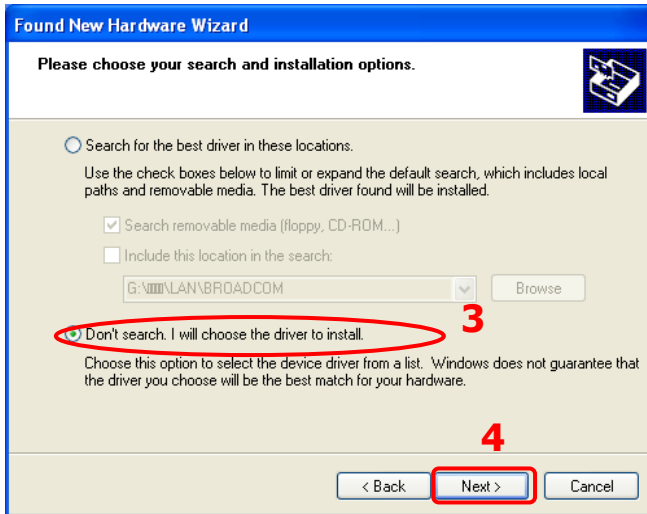 Found New Hardware Wizard
Please choose your search and installation options.
Search for the best driver in these locations.
Use the check boxes below to limit or expand the default search, which includes local
paths and removable media. The best driver found will be installed.
Search removable media (floppy, CD-ROM...)
Include this location in the search:
\LAN\BROADCOM
Browse
3
Don't search. I will choose the driver to install.
Choose this option to select the device driver from a list. Windows does not guarantee that
the driver you choose will be the best match for your hardware.
4
< Back
Next >
Cancel